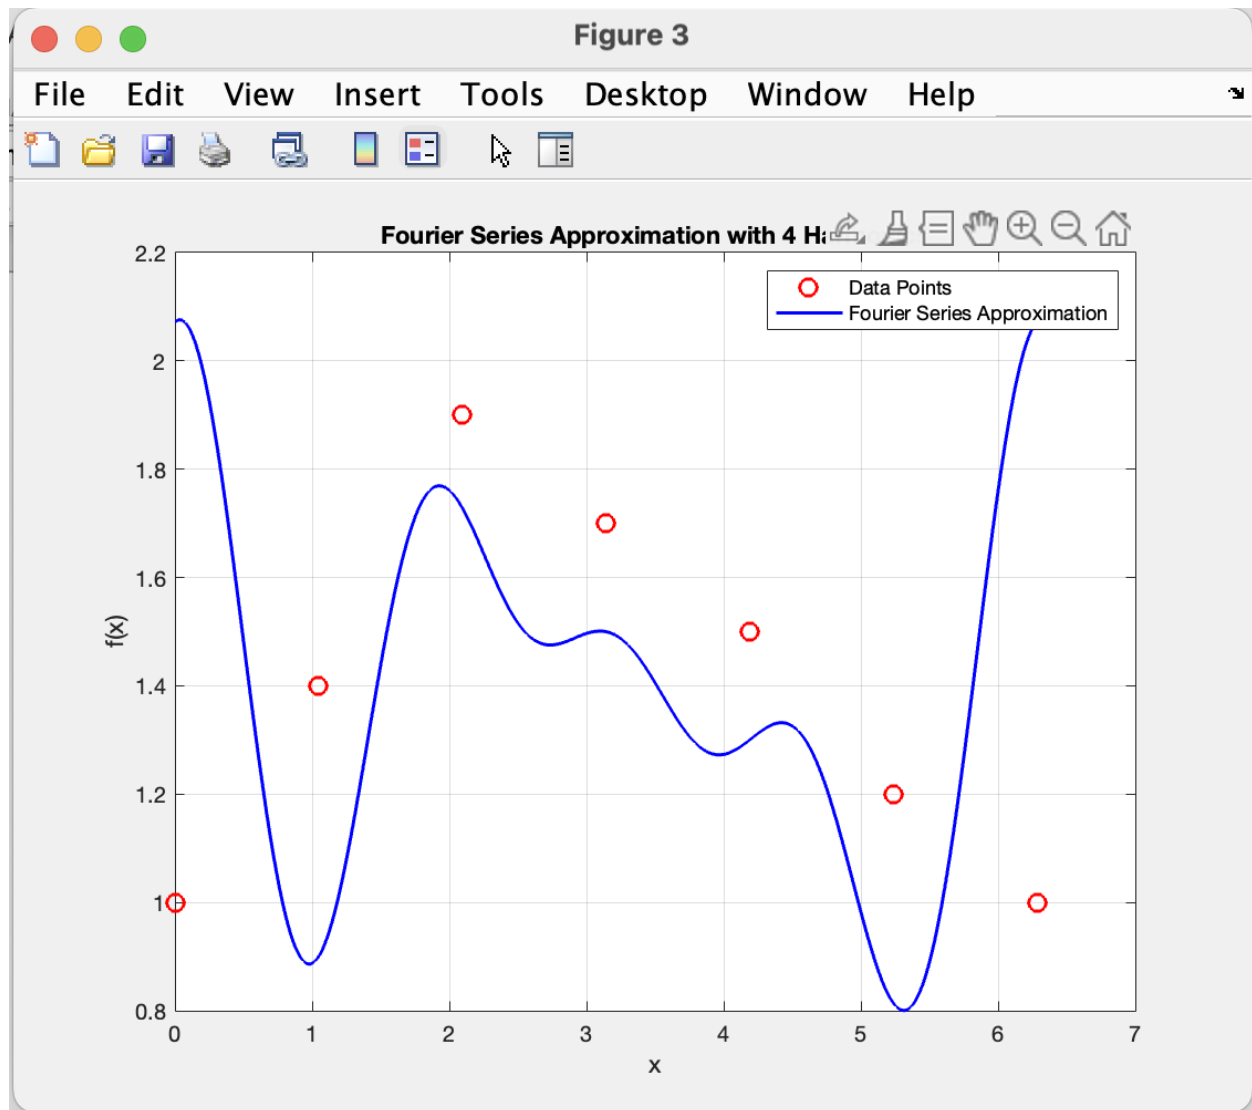 Figure 3
File Edit View Insert Tools Desktop Window Help
Fourier Series Approximation with 4
Data Points
Fourier Series Approximation
2.2
2
1.8
1.6
1.4
1.2
1
0.8
f(x)
0 1 2 3 4 5 6 7
x